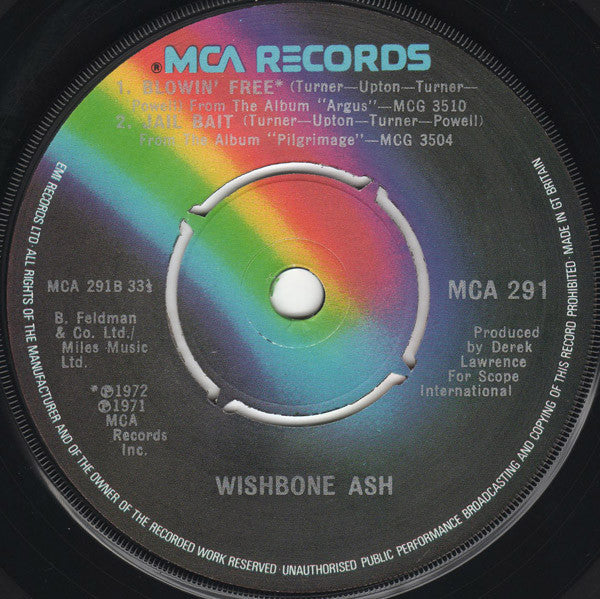 ®MCA RECORDS
1. BLOWIN' FREE* (Turner—Upton—Turner—
Powell) From The Album "Argus"—MCG 3510
2. JAIL BAIT (Turner—Upton—Turner—Powell)
From The Album "Pilgrimage"—MCG 3504
MCA 291B 33⅓
MCA 291
B. Feldman
& Co. Ltd./
Miles Music
Ltd.
Produced
by Derek
Lawrence
For Scope
International
*℗1972
℗1971
MCA
Records
Inc.
WISHBONE ASH
EMI RECORDS LTD · ALL RIGHTS OF THE MANUFACTURER AND OF THE OWNER OF THE RECORDED WORK RESERVED UNAUTHORISED PUBLIC PERFORMANCE BROADCASTING AND COPYING OF THIS RECORD PROHIBITED MADE IN GT BRITAIN